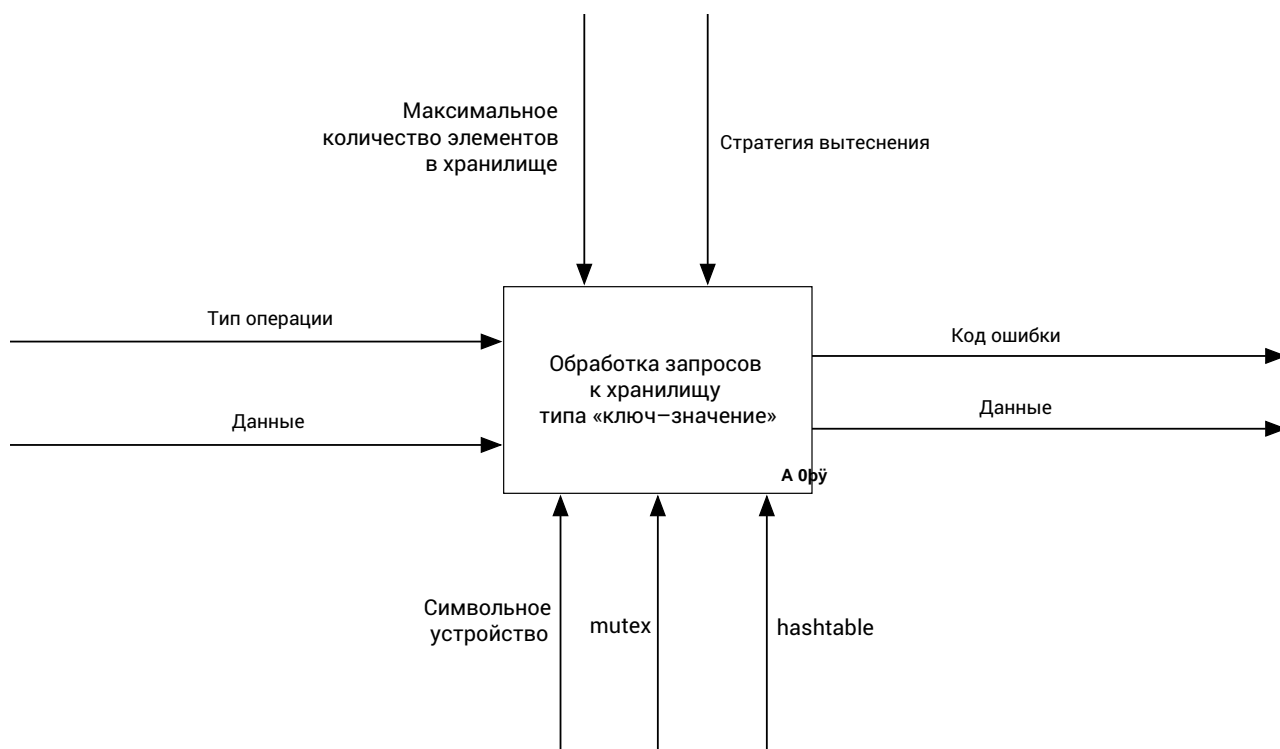 Максимальное
количество элементов
в хранилище
Стратегия вытеснения
Тип операции
Данные
Обработка запросов
к хранилищу
типа «ключ–значение»
A 0þÿ
Код ошибки
Данные
Символьное
устройство
mutex
hashtable